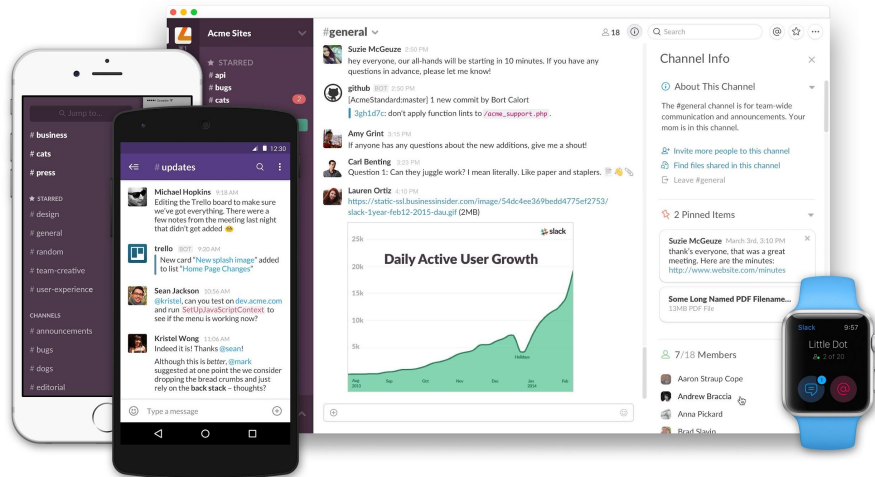 Acme Sites
★ STARRED
# api
# bugs
# cats
2
#general
18
Search
Suzie McGeuze 2:50 PM
hey everyone, our all-hands will be starting in 10 minutes. If you have any
questions in advance, please let me know!
github BOT 2:50 PM
[AcmeStandard:master] 1 new commit by Bort Calort
3gh1d7c: don't apply function lints to /acme_support.php.
Amy Grint 3:15 PM
If anyone has any questions about the new additions, give me a shout!
Carl Benting 3:23 PM
Question 1: Can they juggle work? I mean literally. Like paper and staplers.
Lauren Ortiz 4:10 PM
https://static-ssl.businessinsider.com/image/54dc4ee369bedd4775ef2753/
slack-1year-feb12-2015-dau.gif (2MB)
slack
Daily Active User Growth
25k
20k
15k
10k
5k
Holidays
Aug
2013
Sep
Oct
Nov
Dec
Jan
2014
Feb
Channel Info
About This Channel
The #general channel is for team-wide
communication and announcements. Your
mom is in this channel.
Invite more people to this channel
Find files shared in this channel
Leave #general
2 Pinned Items
Suzie McGeuze March 3rd, 3:10 PM
thank's everyone, that was a great
meeting. Here are the minutes:
http://www.website.com/minutes
Some Long Named PDF Filename...
13MB PDF File
7/18 Members
Aaron Straup Cope
Andrew Braccia
Anna Pickard
Brad Slavin
Jump to...
# business
# cats
# press
★ STARRED
# design
# general
# random
# team-creative
# user-experience
CHANNELS
# announcements
# bugs
# dogs
# editorial
12:30
# updates
Michael Hopkins 9:18 AM
Editing the Trello board to make sure
we've got everything. There were a
few notes from the meeting last night
that didn't get added
trello BOT 9:20 AM
New card "New splash image" added
to list "Home Page Changes"
Sean Jackson 10:56 AM
@kristel, can you test on dev.acme.com
and run SetUpJavaScriptContext to
see if the menu is working now?
Kristel Wong 11:06 AM
Indeed it is! Thanks @sean!
Although this is better, @mark
suggested at one point the we consider
dropping the bread crumbs and just
rely on the back stack – thoughts?
Type a message
Slack 9:57
Little Dot
2 of 20
1
@